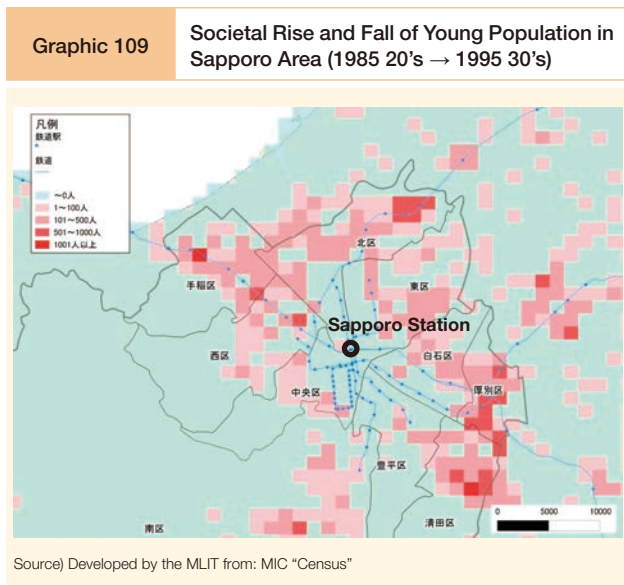 Graphic 109
Societal Rise and Fall of Young Population in
Sapporo Area (1985 20's → 1995 30's)
凡例
鉄道駅
鉄道
～0人
1～100人
101～500人
501～1000人
1001人以上
北区
手稲区
東区
Sapporo Station
西区
白石区
中央区
厚別区
豊平区
清田区
南区
0 5000 10000
Source) Developed by the MLIT from: MIC "Census"